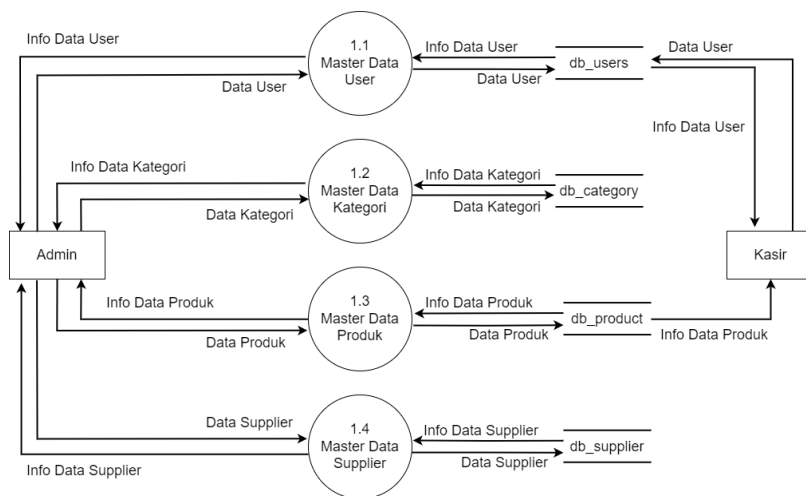 Info Data User
Data User
1.1
Master Data
User
Info Data User
Data User
db_users
Data User
Info Data User
Info Data Kategori
Data Kategori
1.2
Master Data
Kategori
Info Data Kategori
Data Kategori
db_category
Admin
Kasir
Info Data Produk
Data Produk
1.3
Master Data
Produk
Info Data Produk
Data Produk
db_product
Info Data Produk
Data Supplier
Info Data Supplier
1.4
Master Data
Supplier
Info Data Supplier
Data Supplier
db_supplier